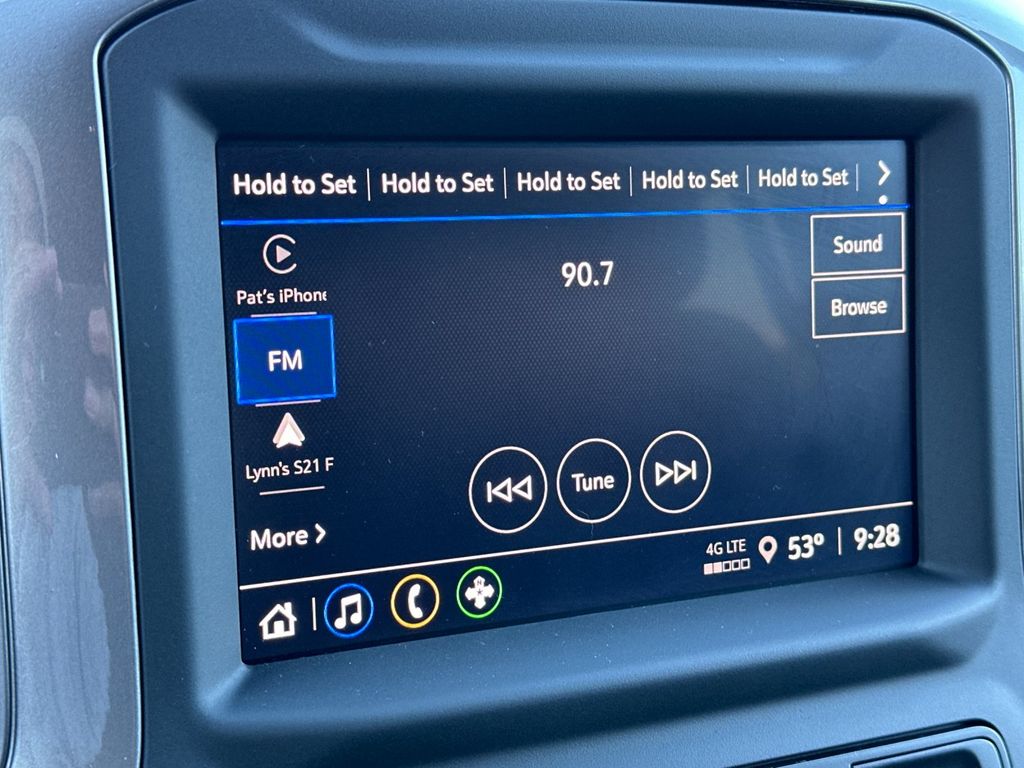 Hold to Set Hold to Set Hold to Set Hold to Set Hold to Set
Sound
Pat's iPhone
90.7
Browse
FM
Lynn's S21 F
Tune
More
4G LTE 53° 9:28
N